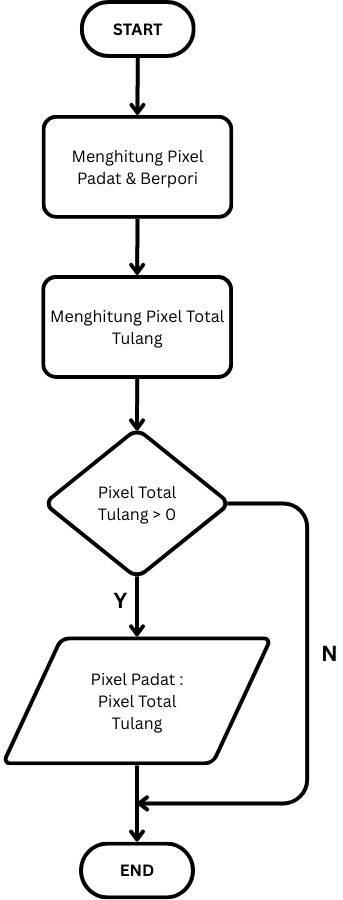 START
Menghitung Pixel
Padat & Berpori
Menghitung Pixel Total
Tulang
Pixel Total
Tulang > 0
Y
N
Pixel Padat :
Pixel Total
Tulang
END